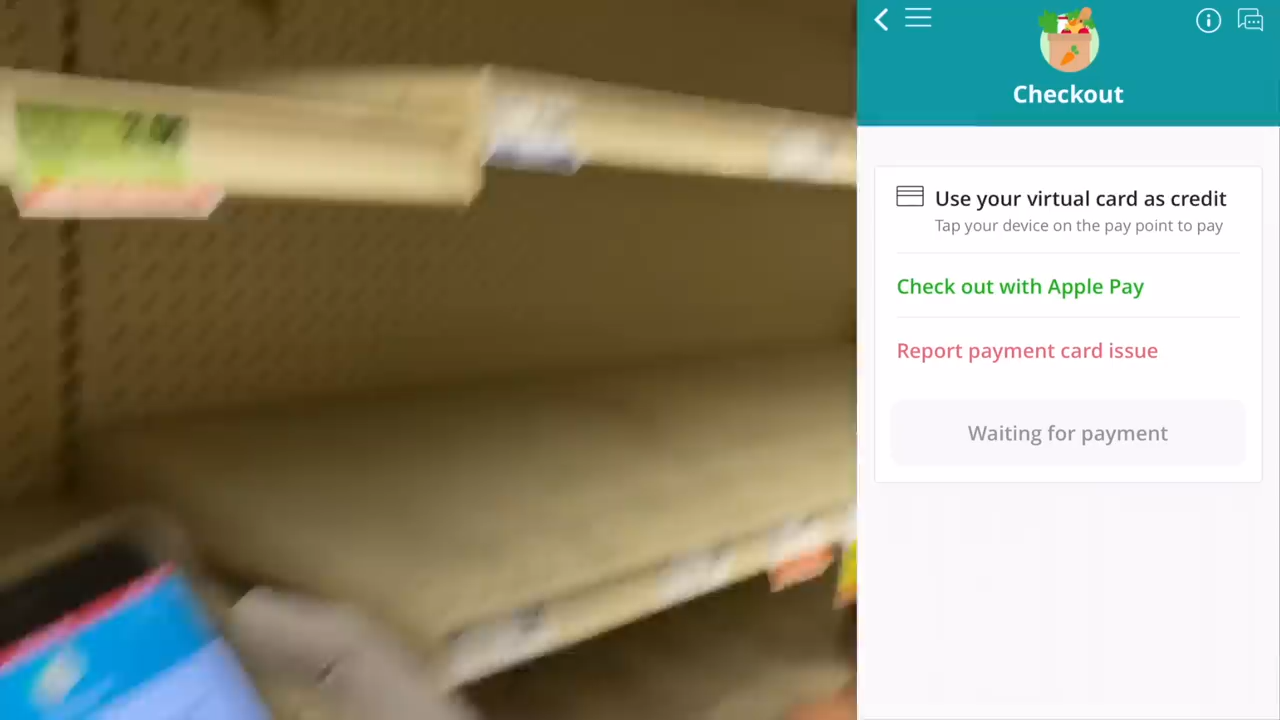 Checkout
Use your virtual card as credit
Tap your device on the pay point to pay
Check out with Apple Pay
Report payment card issue
Waiting for payment